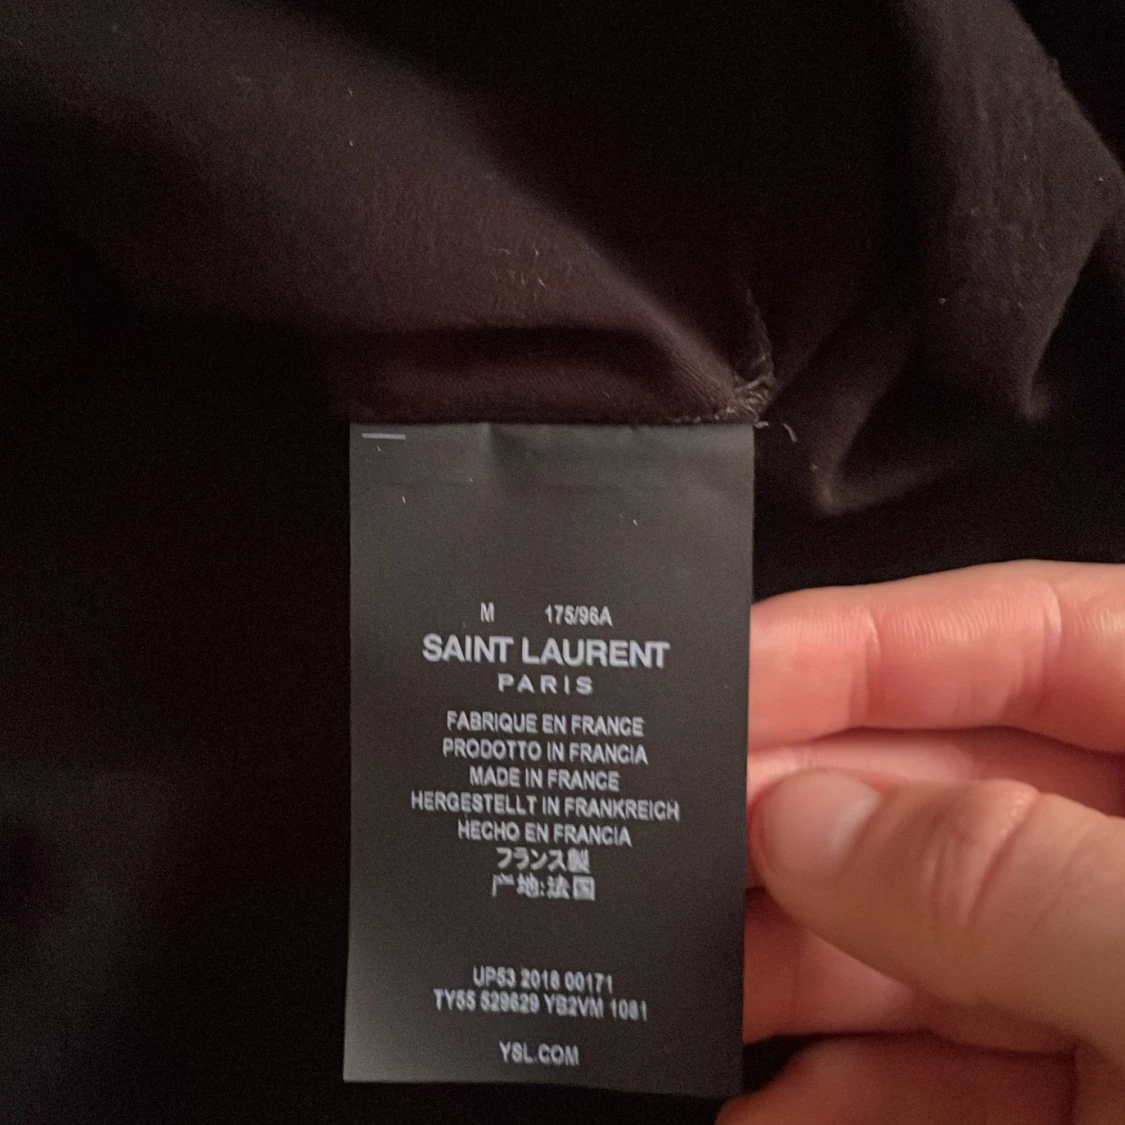 M 175/96A
SAINT LAURENT
PARIS
FABRIQUE EN FRANCE
PRODOTTO IN FRANCIA
MADE IN FRANCE
HERGESTELLT IN FRANKREICH
HECHO EN FRANCIA
フランス製
产地:法国
UP53 2018 00171
TY55 529629 YB2VM 1081
YSL.COM